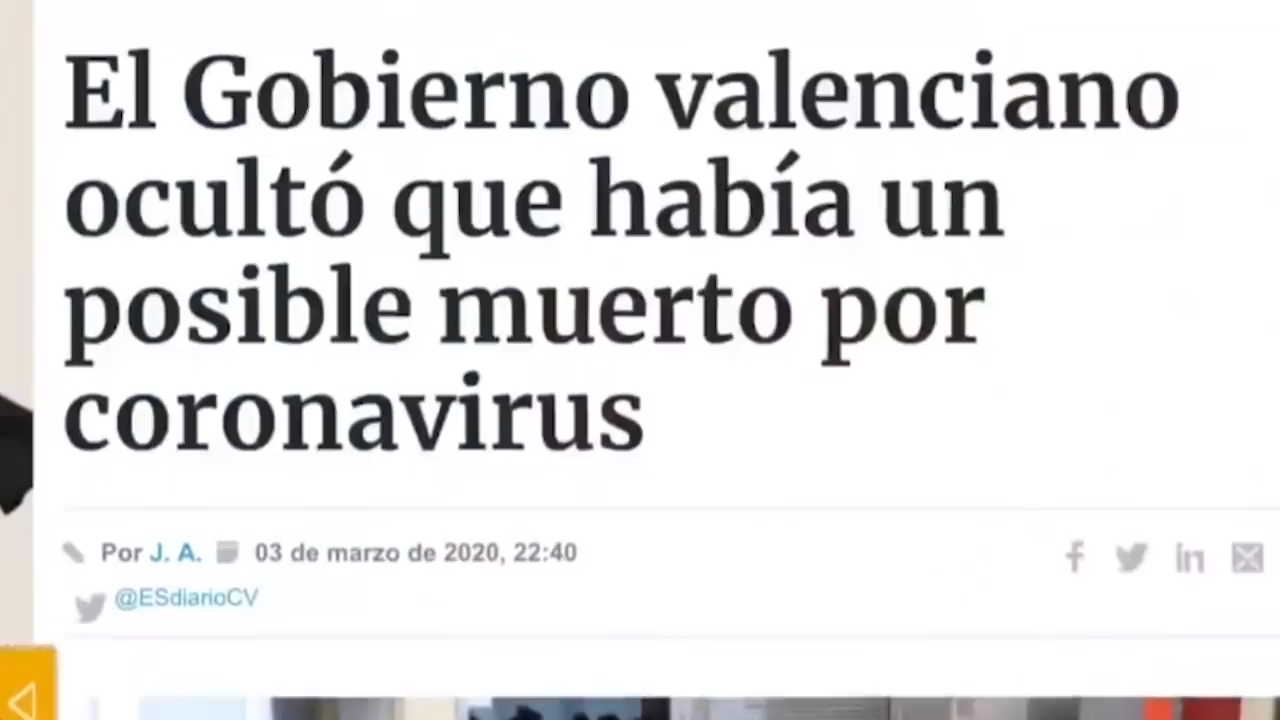 El Gobierno valenciano
ocultó que había un
posible muerto por
coronavirus
Por J. A. 03 de marzo de 2020, 22:40
@ESdiarioCV